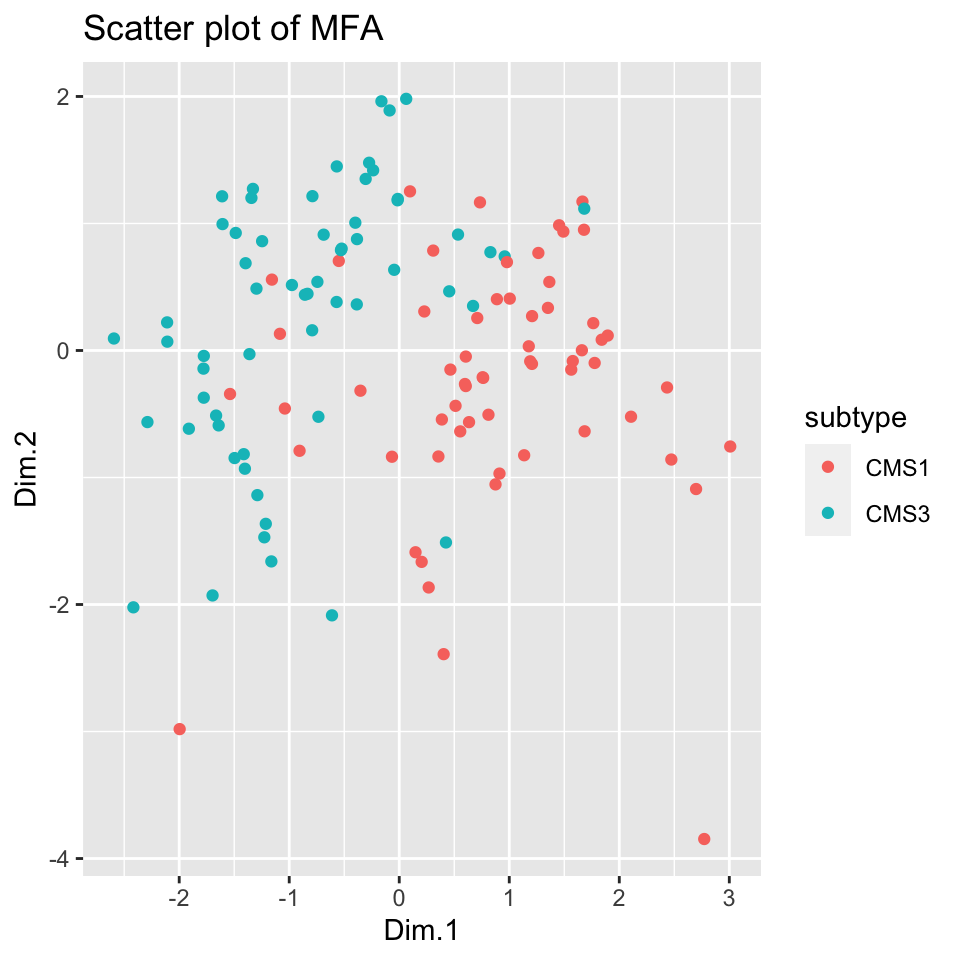 Scatter plot of MFA
2
0
-2
-4
Dim.2
-2 -1 0 1 2 3
Dim.1
subtype
CMS1
CMS3